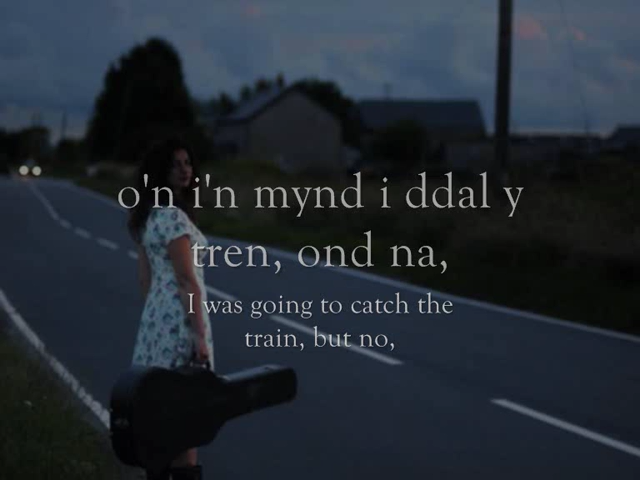 o'n i'n mynd i ddal y
tren, ond na,
I was going to catch the
train, but no,